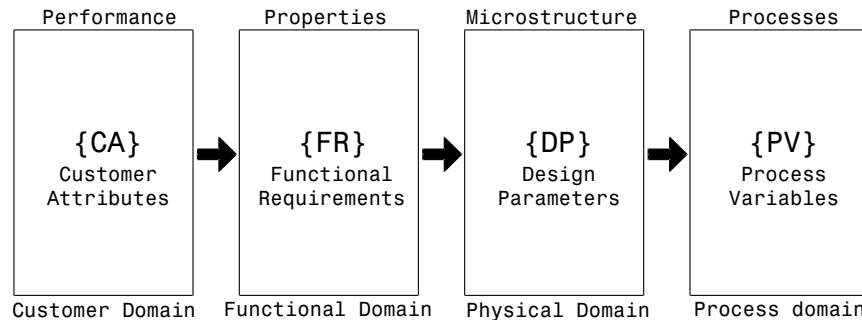 Performance
Properties
Microstructure
Processes
{CA}
Customer
Attributes
{FR}
Functional
Requirements
{DP}
Design
Parameters
{PV}
Process
Variables
Customer Domain
Functional Domain
Physical Domain
Process domain